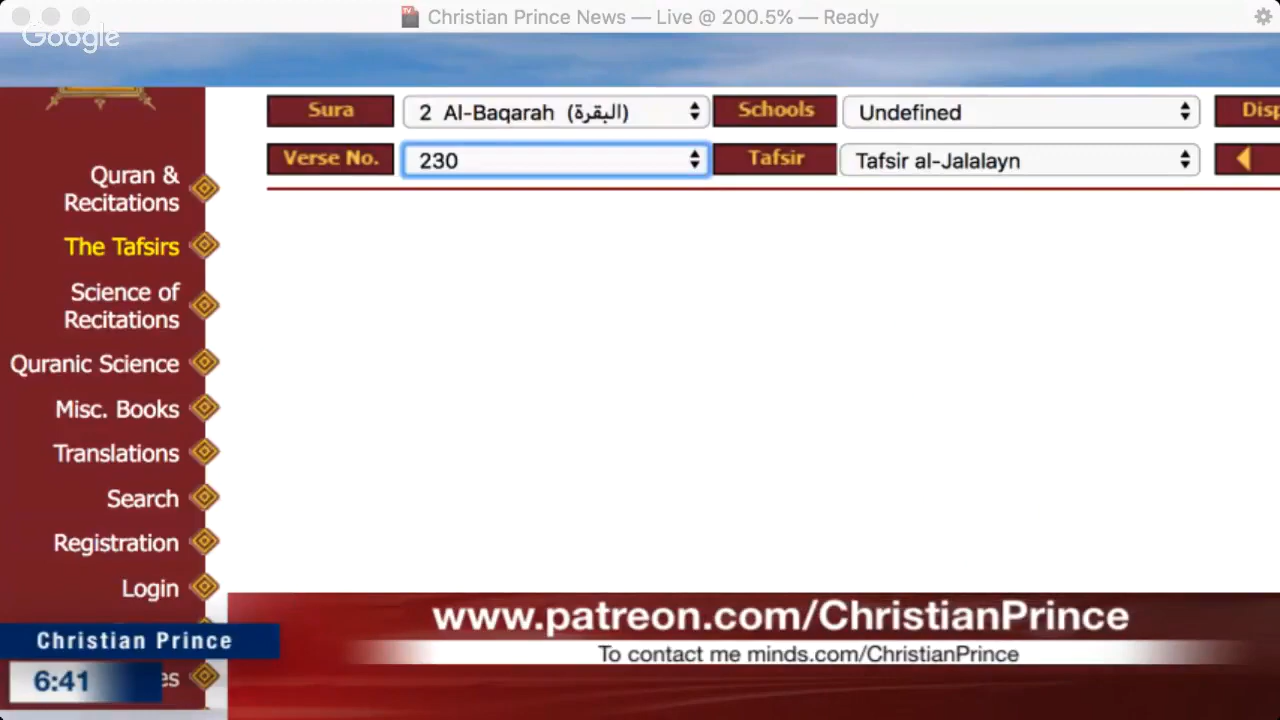 Christian Prince News — Live @ 200.5% — Ready
Google
Sura
2 Al-Baqarah (البقرة)
Schools
Undefined
Disp
Verse No.
230
Tafsir
Tafsir al-Jalalayn
Quran &
Recitations
The Tafsirs
Science of
Recitations
Quranic Science
Misc. Books
Translations
Search
Registration
Login
www.patreon.com/ChristianPrince
To contact me minds.com/ChristianPrince
Christian Prince
6:41
es